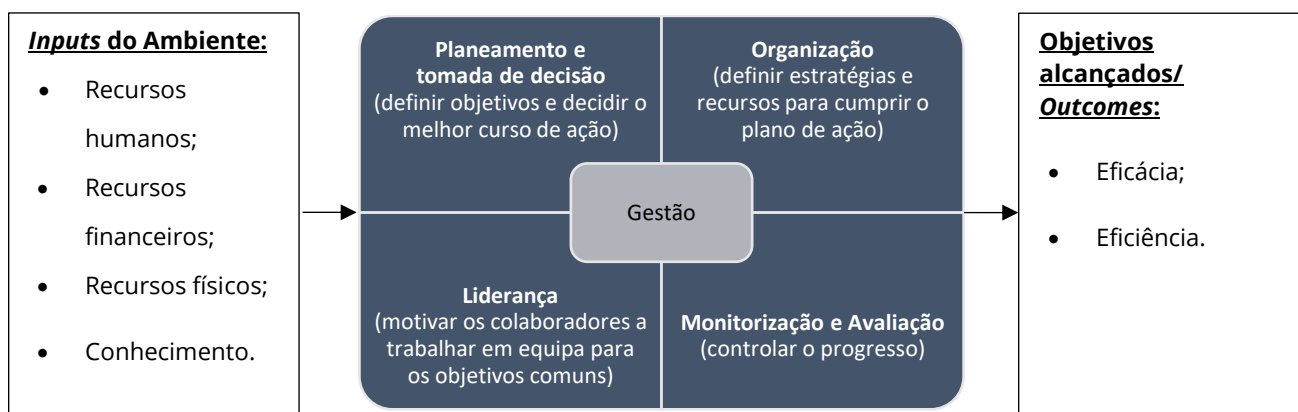 Inputs do Ambiente:
• Recursos
humanos;
• Recursos
financeiros;
• Recursos físicos;
• Conhecimento.
Planeamento e
tomada de decisão
(definir objetivos e decidir o
melhor curso de ação)
Organização
(definir estratégias e
recursos para cumprir o
plano de ação)
Gestão
Liderança
(motivar os colaboradores a
trabalhar em equipa para
os objetivos comuns)
Monitorização e Avaliação
(controlar o progresso)
Objetivos
alcançados/
Outcomes:
• Eficácia;
• Eficiência.